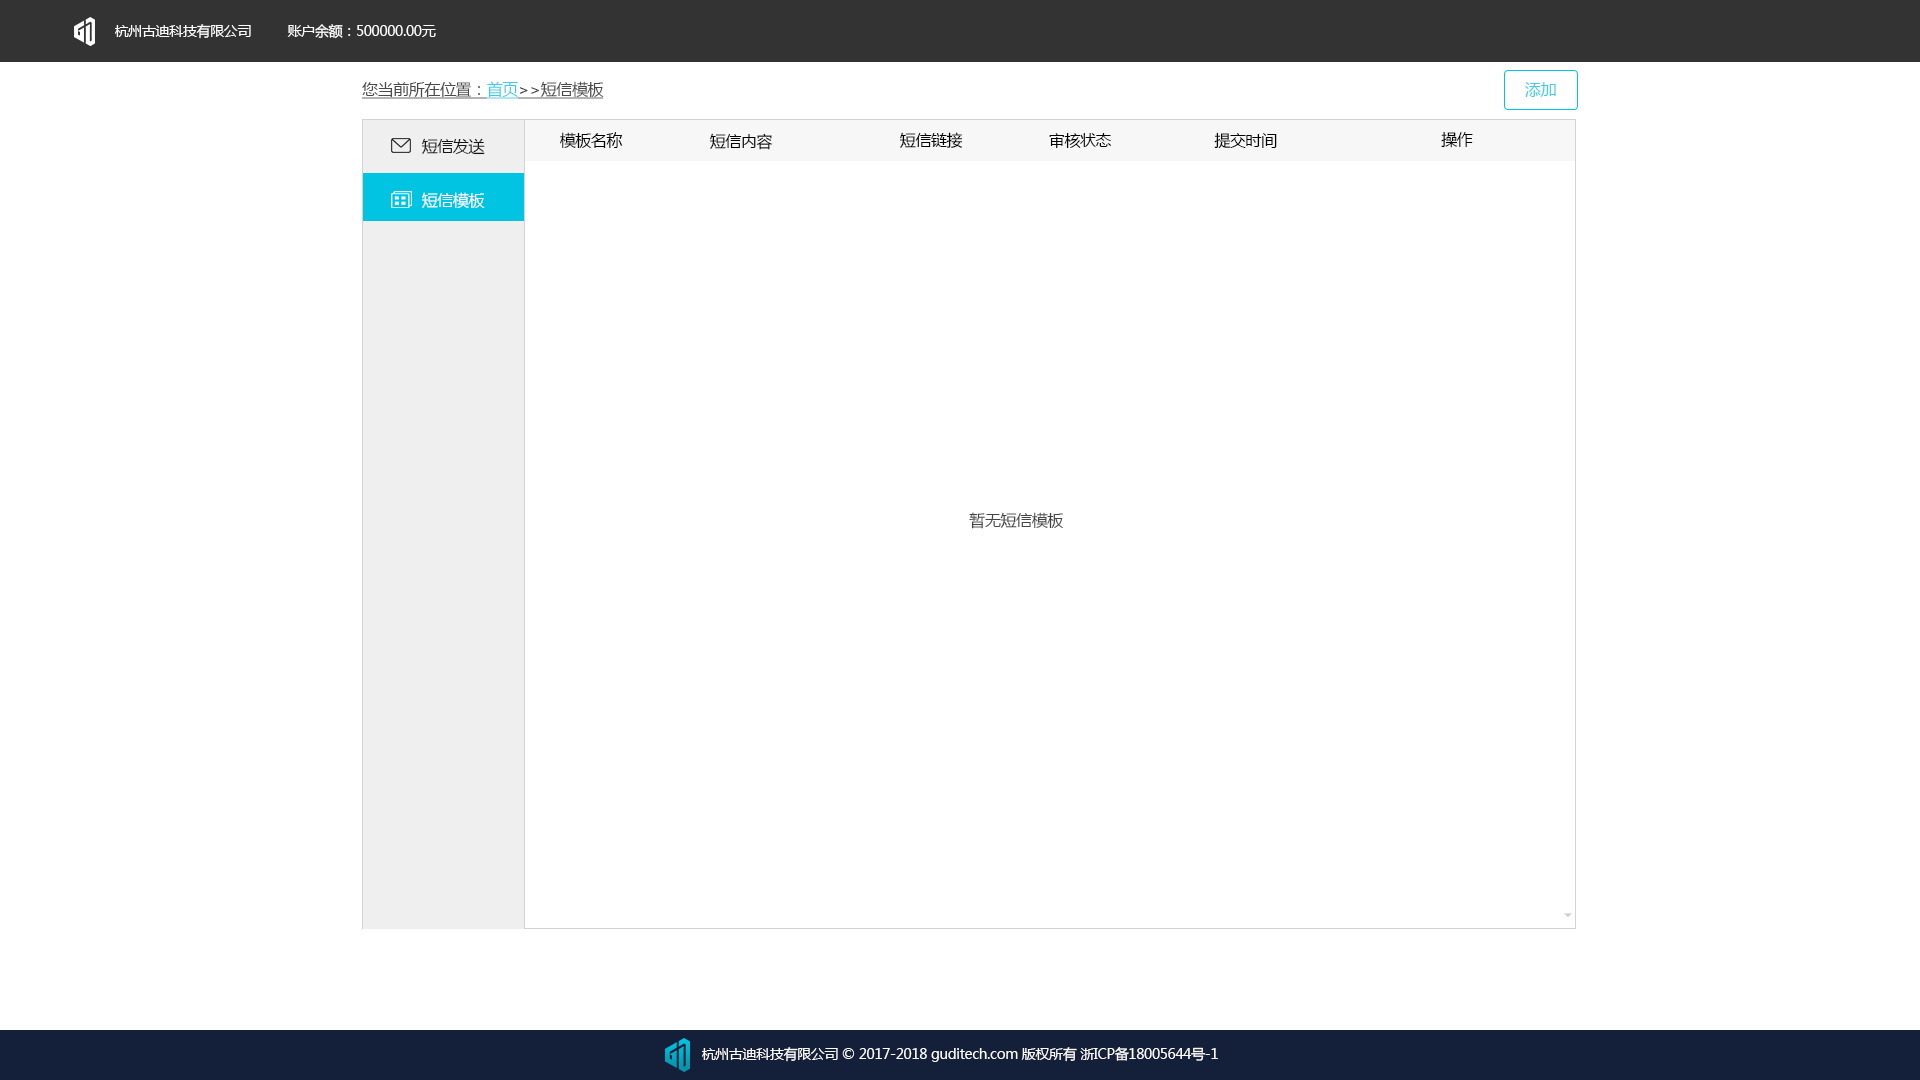 杭州古迪科技有限公司 账户余额：500000.00元
您当前所在位置：首页>>短信模板
添加
短信发送
短信模板
模板名称 短信内容 短信链接 审核状态 提交时间 操作
暂无短信模板
杭州古迪科技有限公司 © 2017-2018 guditech.com 版权所有 浙ICP备18005644号-1